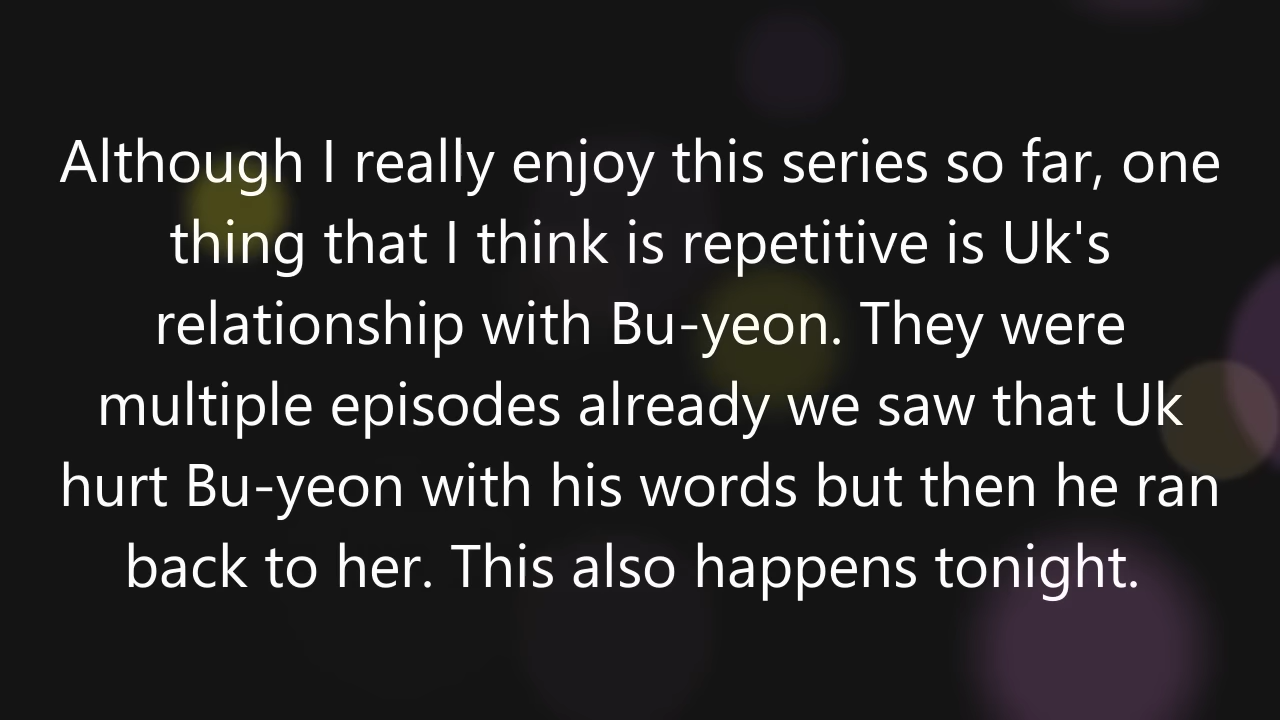 Although I really enjoy this series so far, one
thing that I think is repetitive is Uk's
relationship with Bu-yeon. They were
multiple episodes already we saw that Uk
hurt Bu-yeon with his words but then he ran
back to her. This also happens tonight.